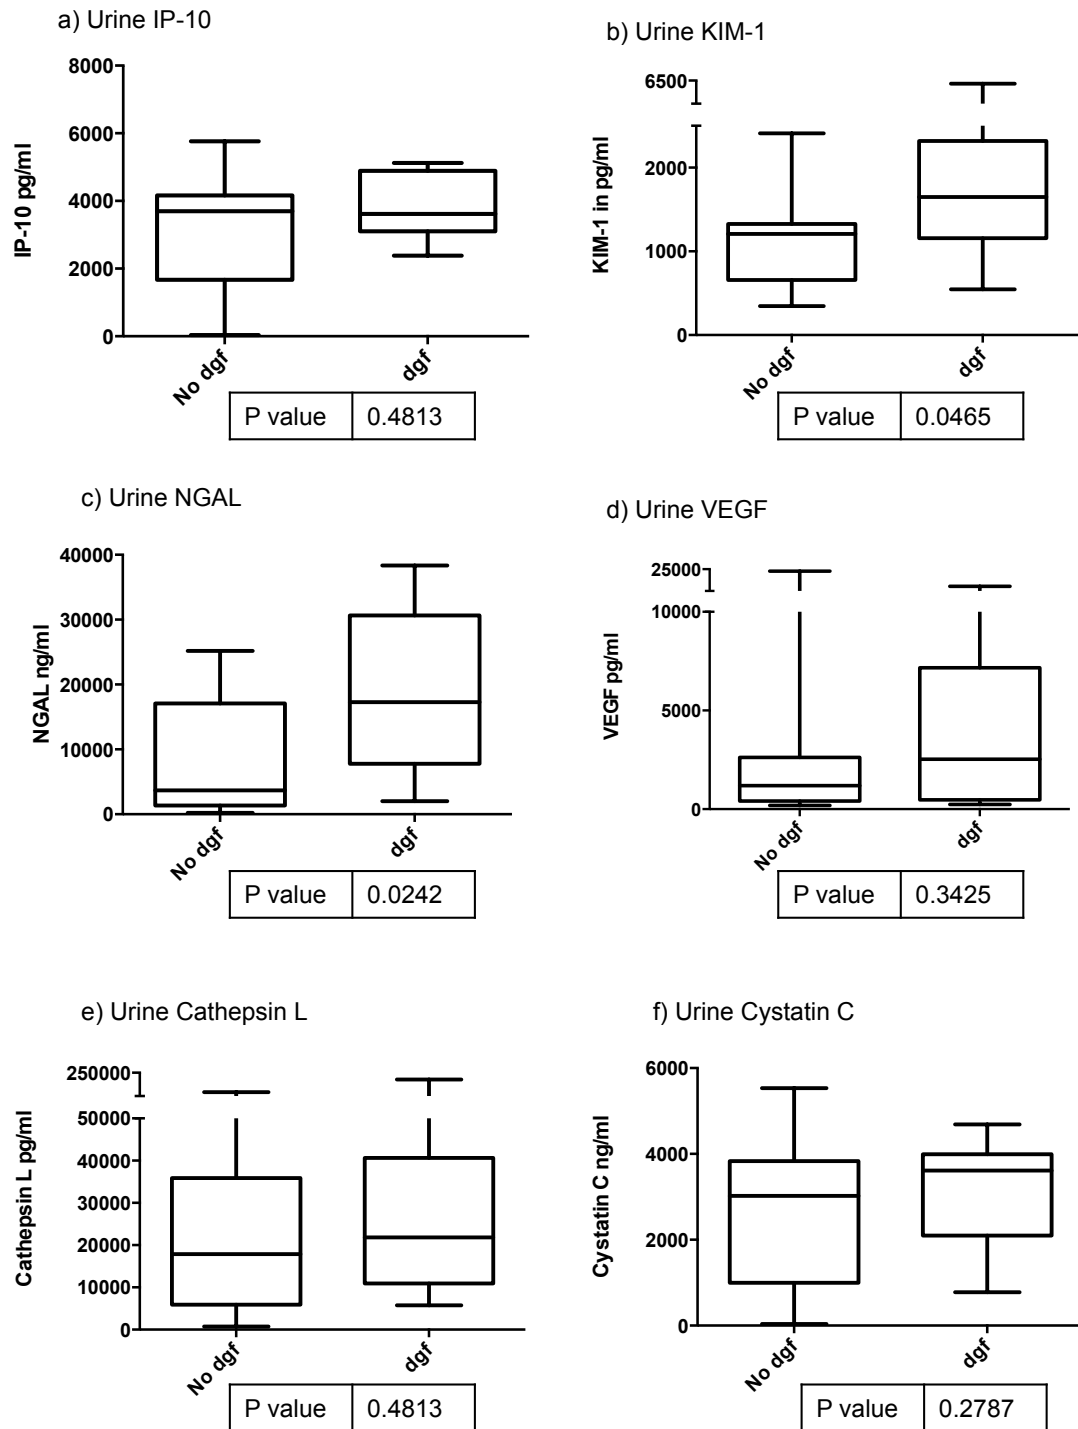 a) Urine IP-10
8000
6000
4000
2000
0
IP-10 pg/ml
No dgf
dgf
P value 0.4813
b) Urine KIM-1
6500
2000
1000
0
KIM-1 in pg/ml
No dgf
dgf
P value 0.0465
c) Urine NGAL
40000
30000
20000
10000
0
NGAL ng/ml
No dgf
dgf
P value 0.0242
d) Urine VEGF
25000
10000
5000
0
VEGF pg/ml
No dgf
dgf
P value 0.3425
e) Urine Cathepsin L
250000
50000
40000
30000
20000
10000
0
Cathepsin L pg/ml
No dgf
dgf
P value 0.4813
f) Urine Cystatin C
6000
4000
2000
0
Cystatin C ng/ml
No dgf
dgf
P value 0.2787